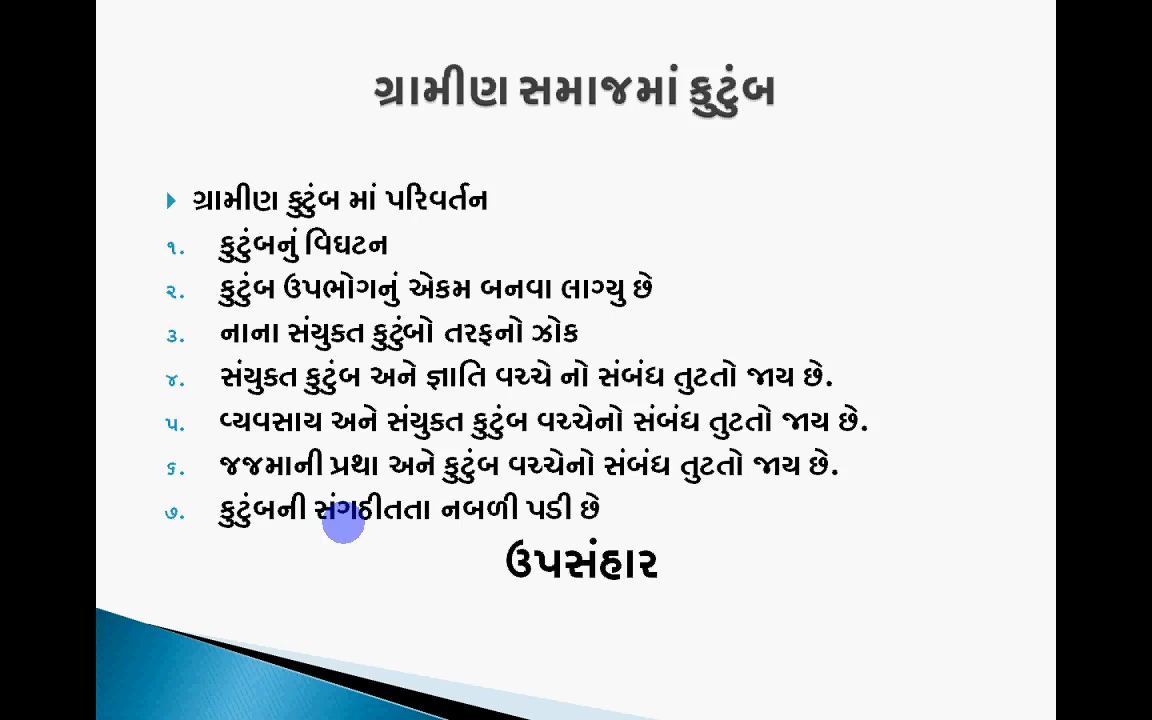 ગ્રામીણ સમાજમાં કુટુંબ
ગ્રામીણ કુટુંબ માં પરિવર્તન
૧. કુટુંબનું વિઘટન
૨. કુટુંબ ઉપભોગનું એકમ બનવા લાગ્યુ છે
૩. નાના સંયુકત કુટુંબો તરફનો ઝોક
૪. સંયુકત કુટુંબ અને જ્ઞાતિ વચ્ચે નો સંબંધ તુટતો જાય છે.
૫. વ્યવસાય અને સંયુકત કુટુંબ વચ્ચેનો સંબંધ તુટતો જાય છે.
૬. જજમાની પ્રથા અને કુટુંબ વચ્ચેનો સંબંધ તુટતો જાય છે.
૭. કુટુંબની સંગઠીતતા નબળી પડી છે
ઉપસંહાર